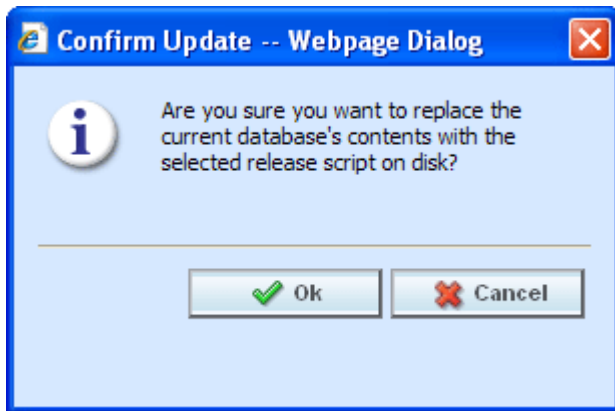 Confirm Update -- Webpage Dialog
Are you sure you want to replace the
current database's contents with the
selected release script on disk?
Ok
Cancel